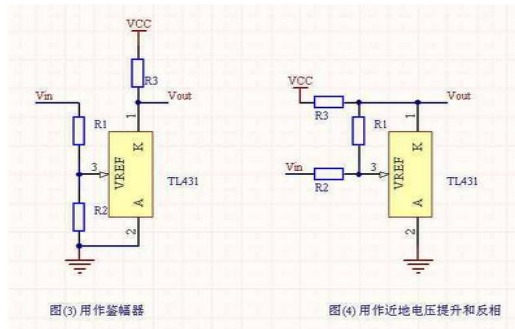 VCC
R3
Vin
Vout
R1
1
K
3
VREF
TL431
R2
A
2
图(3) 用作鉴幅器
VCC
R3
Vout
R1
1
K
Vin
3
VREF
TL431
R2
A
2
图(4) 用作近地电压提升和反相